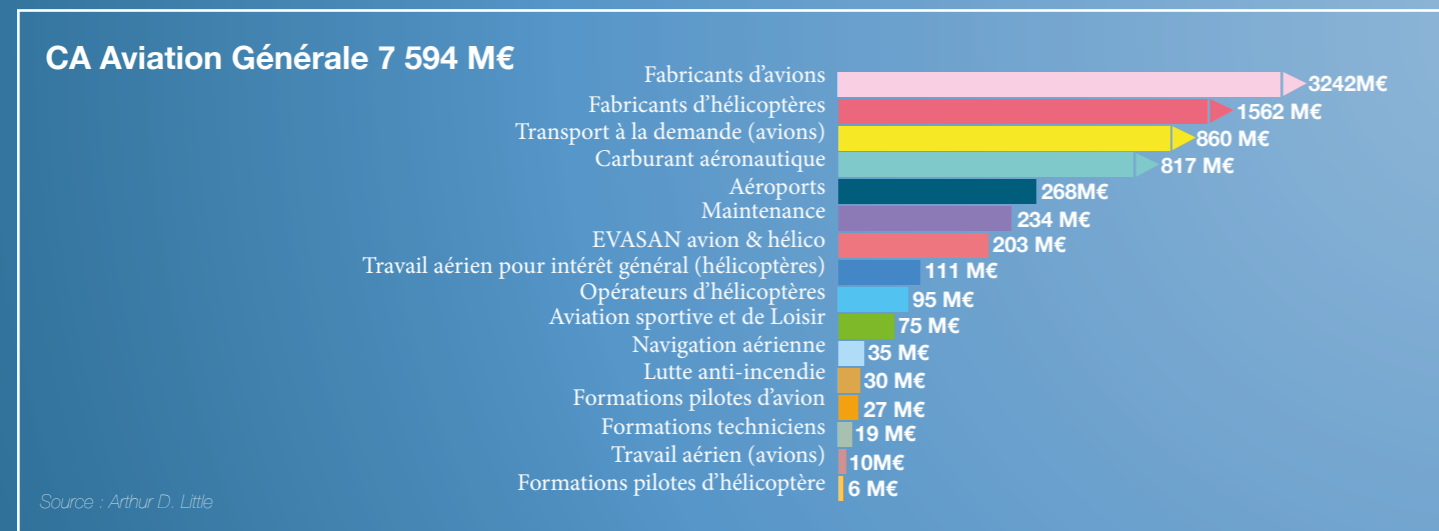 CA Aviation Générale 7 594 M€
Fabricants d'avions 3242M€
Fabricants d'hélicoptères 1562 M€
Transport à la demande (avions) 860 M€
Carburant aéronautique 817 M€
Aéroports 268M€
Maintenance 234 M€
EVASAN avion & hélico 203 M€
Travail aérien pour intérêt général (hélicoptères) 111 M€
Opérateurs d'hélicoptères 95 M€
Aviation sportive et de Loisir 75 M€
Navigation aérienne 35 M€
Lutte anti-incendie 30 M€
Formations pilotes d'avion 27 M€
Formations techniciens 19 M€
Travail aérien (avions) 10M€
Formations pilotes d'hélicoptère 6 M€
Source : Arthur D. Little